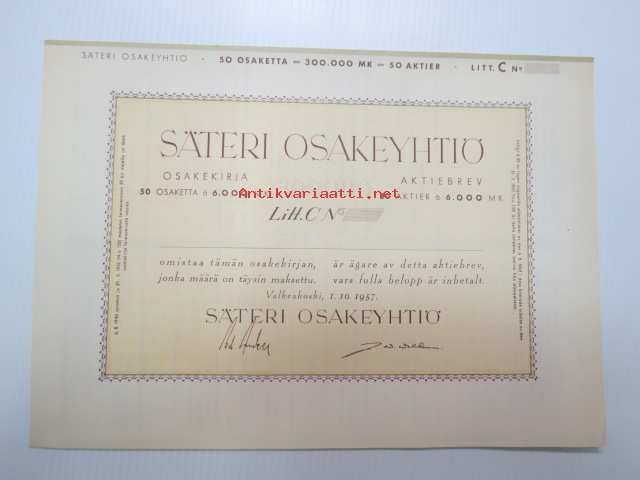 SÄTERI OSAKEYHTIÖ · 50 OSAKETTA — 300.000 MK — 50 AKTIER · LITT. C No
SÄTERI OSAKEYHTIÖ
OSAKEKIRJA AKTIEBREV
50 OSAKETTA à 6.000 AKTIER à 6.000 MK.
Antikvariaatti.net
Litt. C No
omistaa tämän osakekirjan, är ägare av detta aktiebrev,
jonka määrä on täysin maksettu. vars fulla belopp är inbetalt.
Valkeakoski, 1.10.1957.
SÄTERI OSAKEYHTIÖ